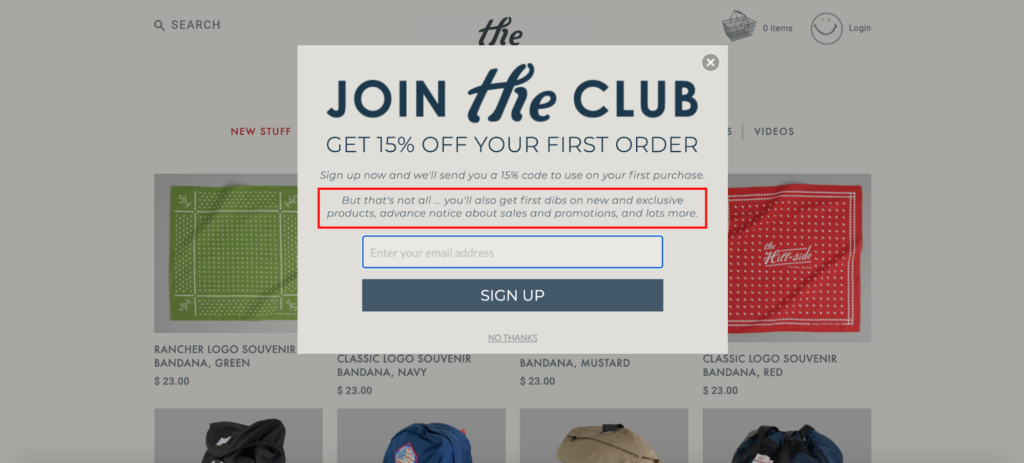 SEARCH
the
0 items
Login
JOIN the CLUB
GET 15% OFF YOUR FIRST ORDER
NEW STUFF
VIDEOS
Sign up now and we'll send you a 15% code to use on your first purchase.
But that's not all ... you'll also get first dibs on new and exclusive
products, advance notice about sales and promotions, and lots more.
Enter your email address
SIGN UP
NO THANKS
the
Hill-side
RANCHER LOGO SOUVENIR
BANDANA, GREEN
$ 23.00
CLASSIC LOGO SOUVENIR
BANDANA, NAVY
$ 23.00
BANDANA, MUSTARD
$ 23.00
CLASSIC LOGO SOUVENIR
BANDANA, RED
$ 23.00